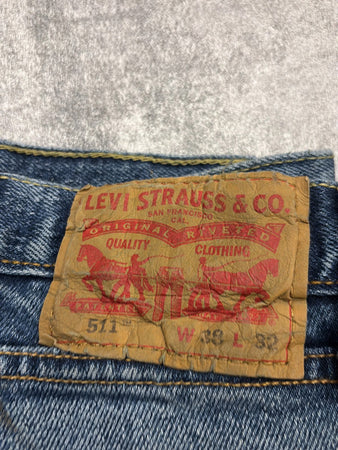 LEVI STRAUSS & CO.
SAN FRANCISCO
CAL.
ORIGINAL RIVETED
QUALITY CLOTHING
511 W 38 L 32